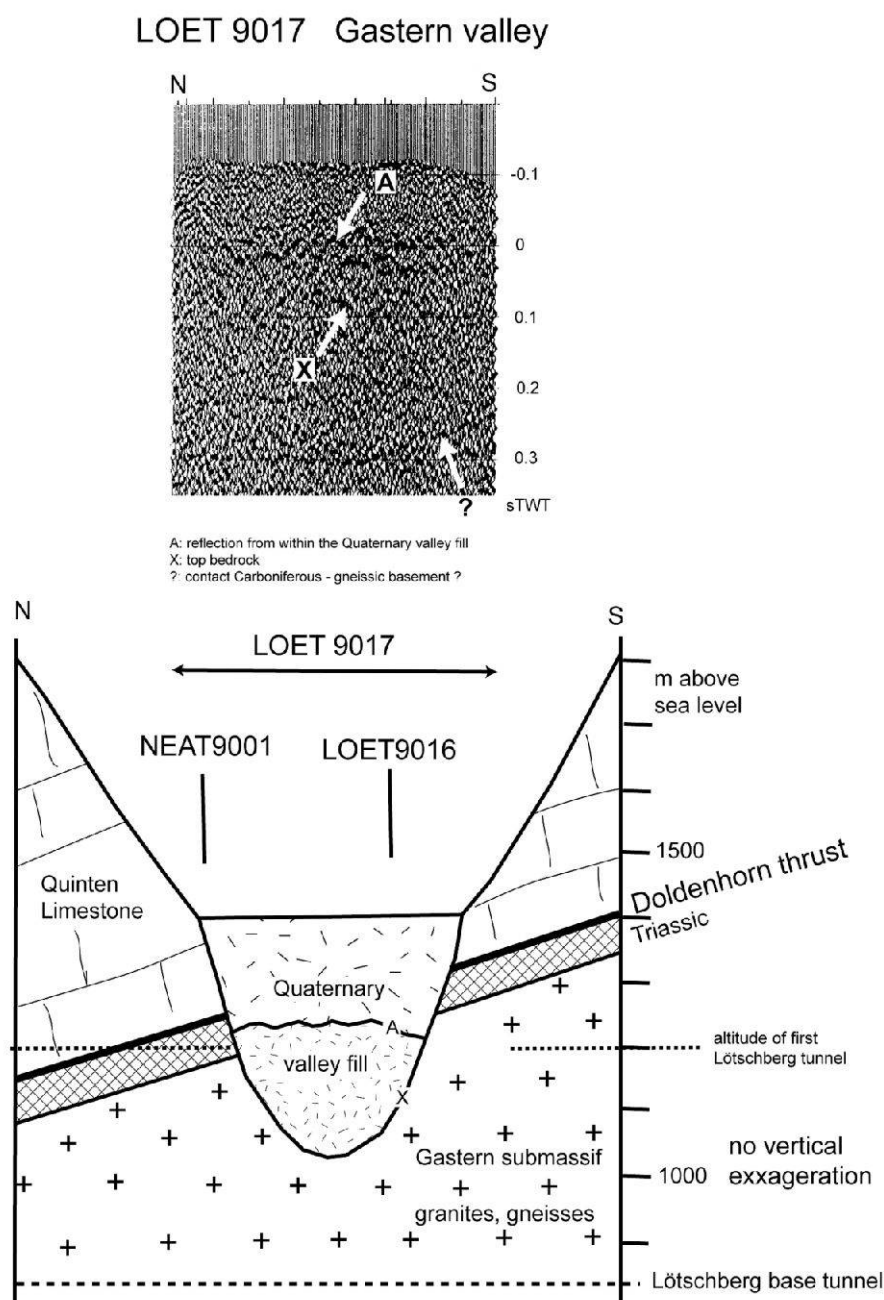 LOET 9017 Gastern valley
N
S
A
X
?
-0.1
0
0.1
0.2
0.3
sTWT
A: reflection from within the Quaternary valley fill
X: top bedrock
?: contact Carboniferous - gneissic basement ?
N
S
LOET 9017
m above
sea level
NEAT9001
LOET9016
1500
Quinten
Limestone
Doldenhorn thrust
Triassic
Quaternary
A
valley fill
altitude of first
Lötschberg tunnel
X
Gastern submassif
granites, gneisses
no vertical
exxageration
1000
Lötschberg base tunnel